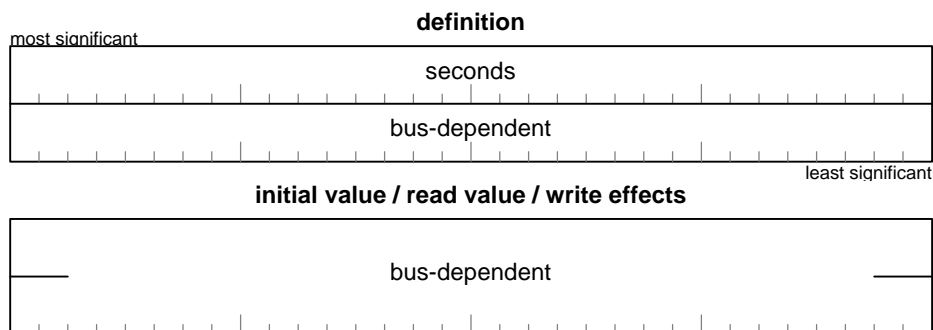 definition
most significant
seconds
bus-dependent
least significant
initial value / read value / write effects
bus-dependent